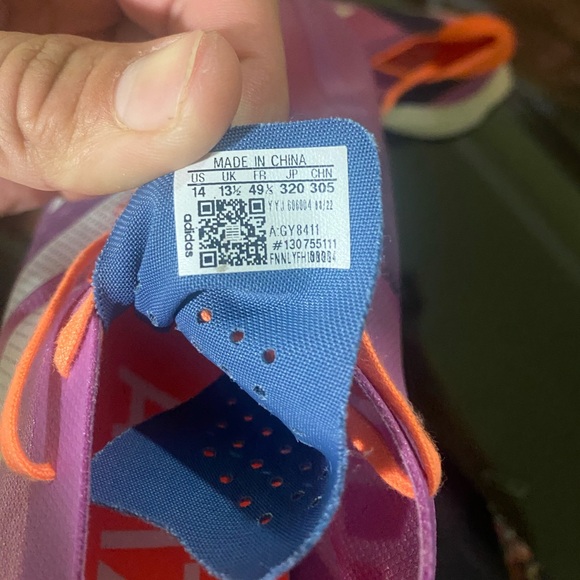 MADE IN CHINA
US UK FR JP CHN
14 13½ 49⅓ 320 305
adidas
A:GY8411
#130755111